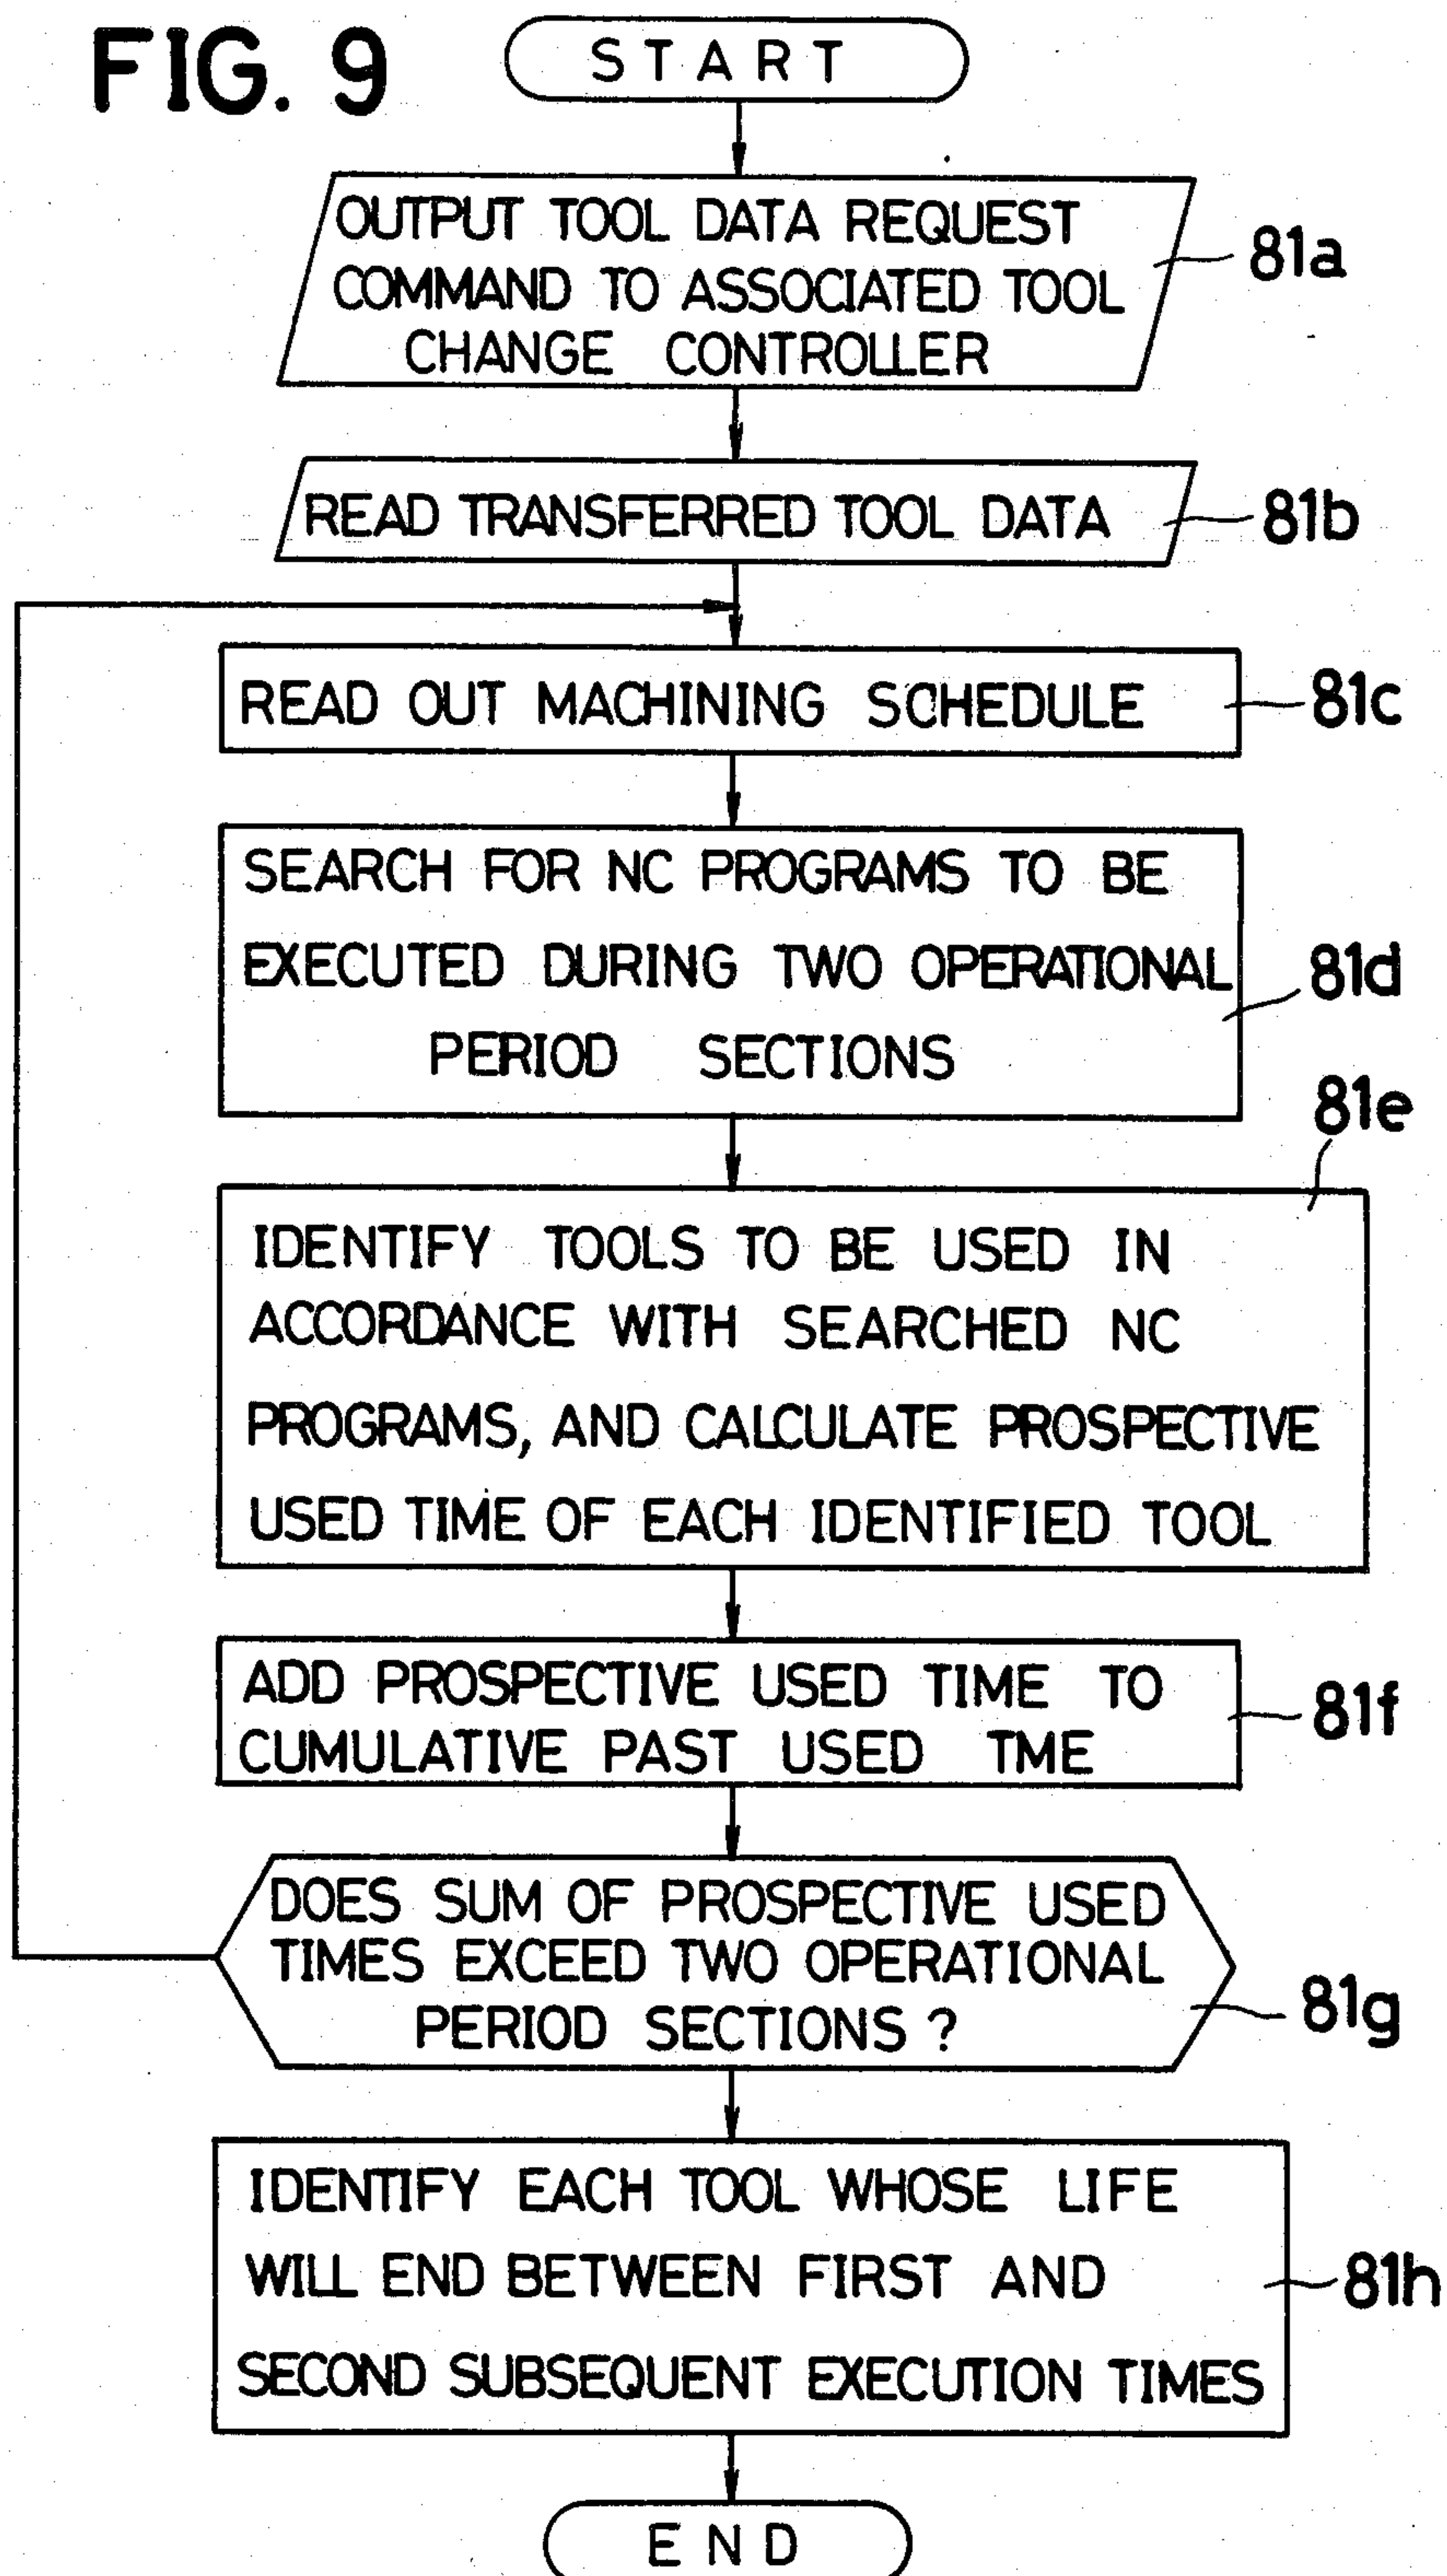 FIG. 9
START
OUTPUT TOOL DATA REQUEST
COMMAND TO ASSOCIATED TOOL
CHANGE CONTROLLER
81a
READ TRANSFERRED TOOL DATA
81b
READ OUT MACHINING SCHEDULE
81c
SEARCH FOR NC PROGRAMS TO BE
EXECUTED DURING TWO OPERATIONAL
PERIOD SECTIONS
81d
81e
IDENTIFY TOOLS TO BE USED IN
ACCORDANCE WITH SEARCHED NC
PROGRAMS, AND CALCULATE PROSPECTIVE
USED TIME OF EACH IDENTIFIED TOOL
ADD PROSPECTIVE USED TIME TO
CUMULATIVE PAST USED TME
81f
DOES SUM OF PROSPECTIVE USED
TIMES EXCEED TWO OPERATIONAL
PERIOD SECTIONS ?
81g
IDENTIFY EACH TOOL WHOSE LIFE
WILL END BETWEEN FIRST AND
SECOND SUBSEQUENT EXECUTION TIMES
81h
END